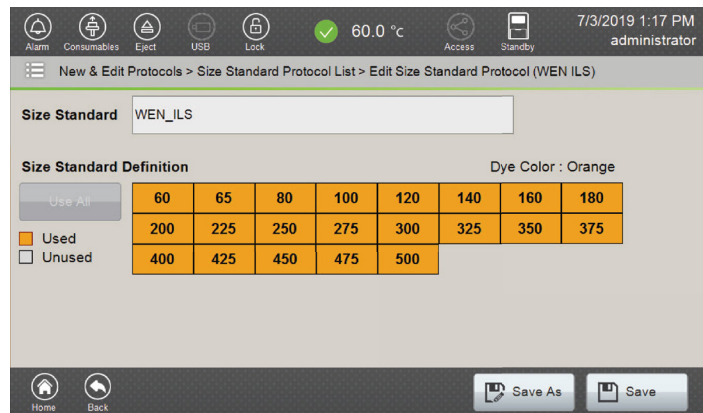 7/3/2019 1:17 PM
60.0 °c
administrator
Alarm Consumables Eject USB Lock Access Standby
New & Edit Protocols > Size Standard Protocol List > Edit Size Standard Protocol (WEN ILS)
Size Standard WEN_ILS
Size Standard Definition Dye Color : Orange
Use All 60 65 80 100 120 140 160 180
Used 200 225 250 275 300 325 350 375
Unused 400 425 450 475 500
Save As Save
Home Back